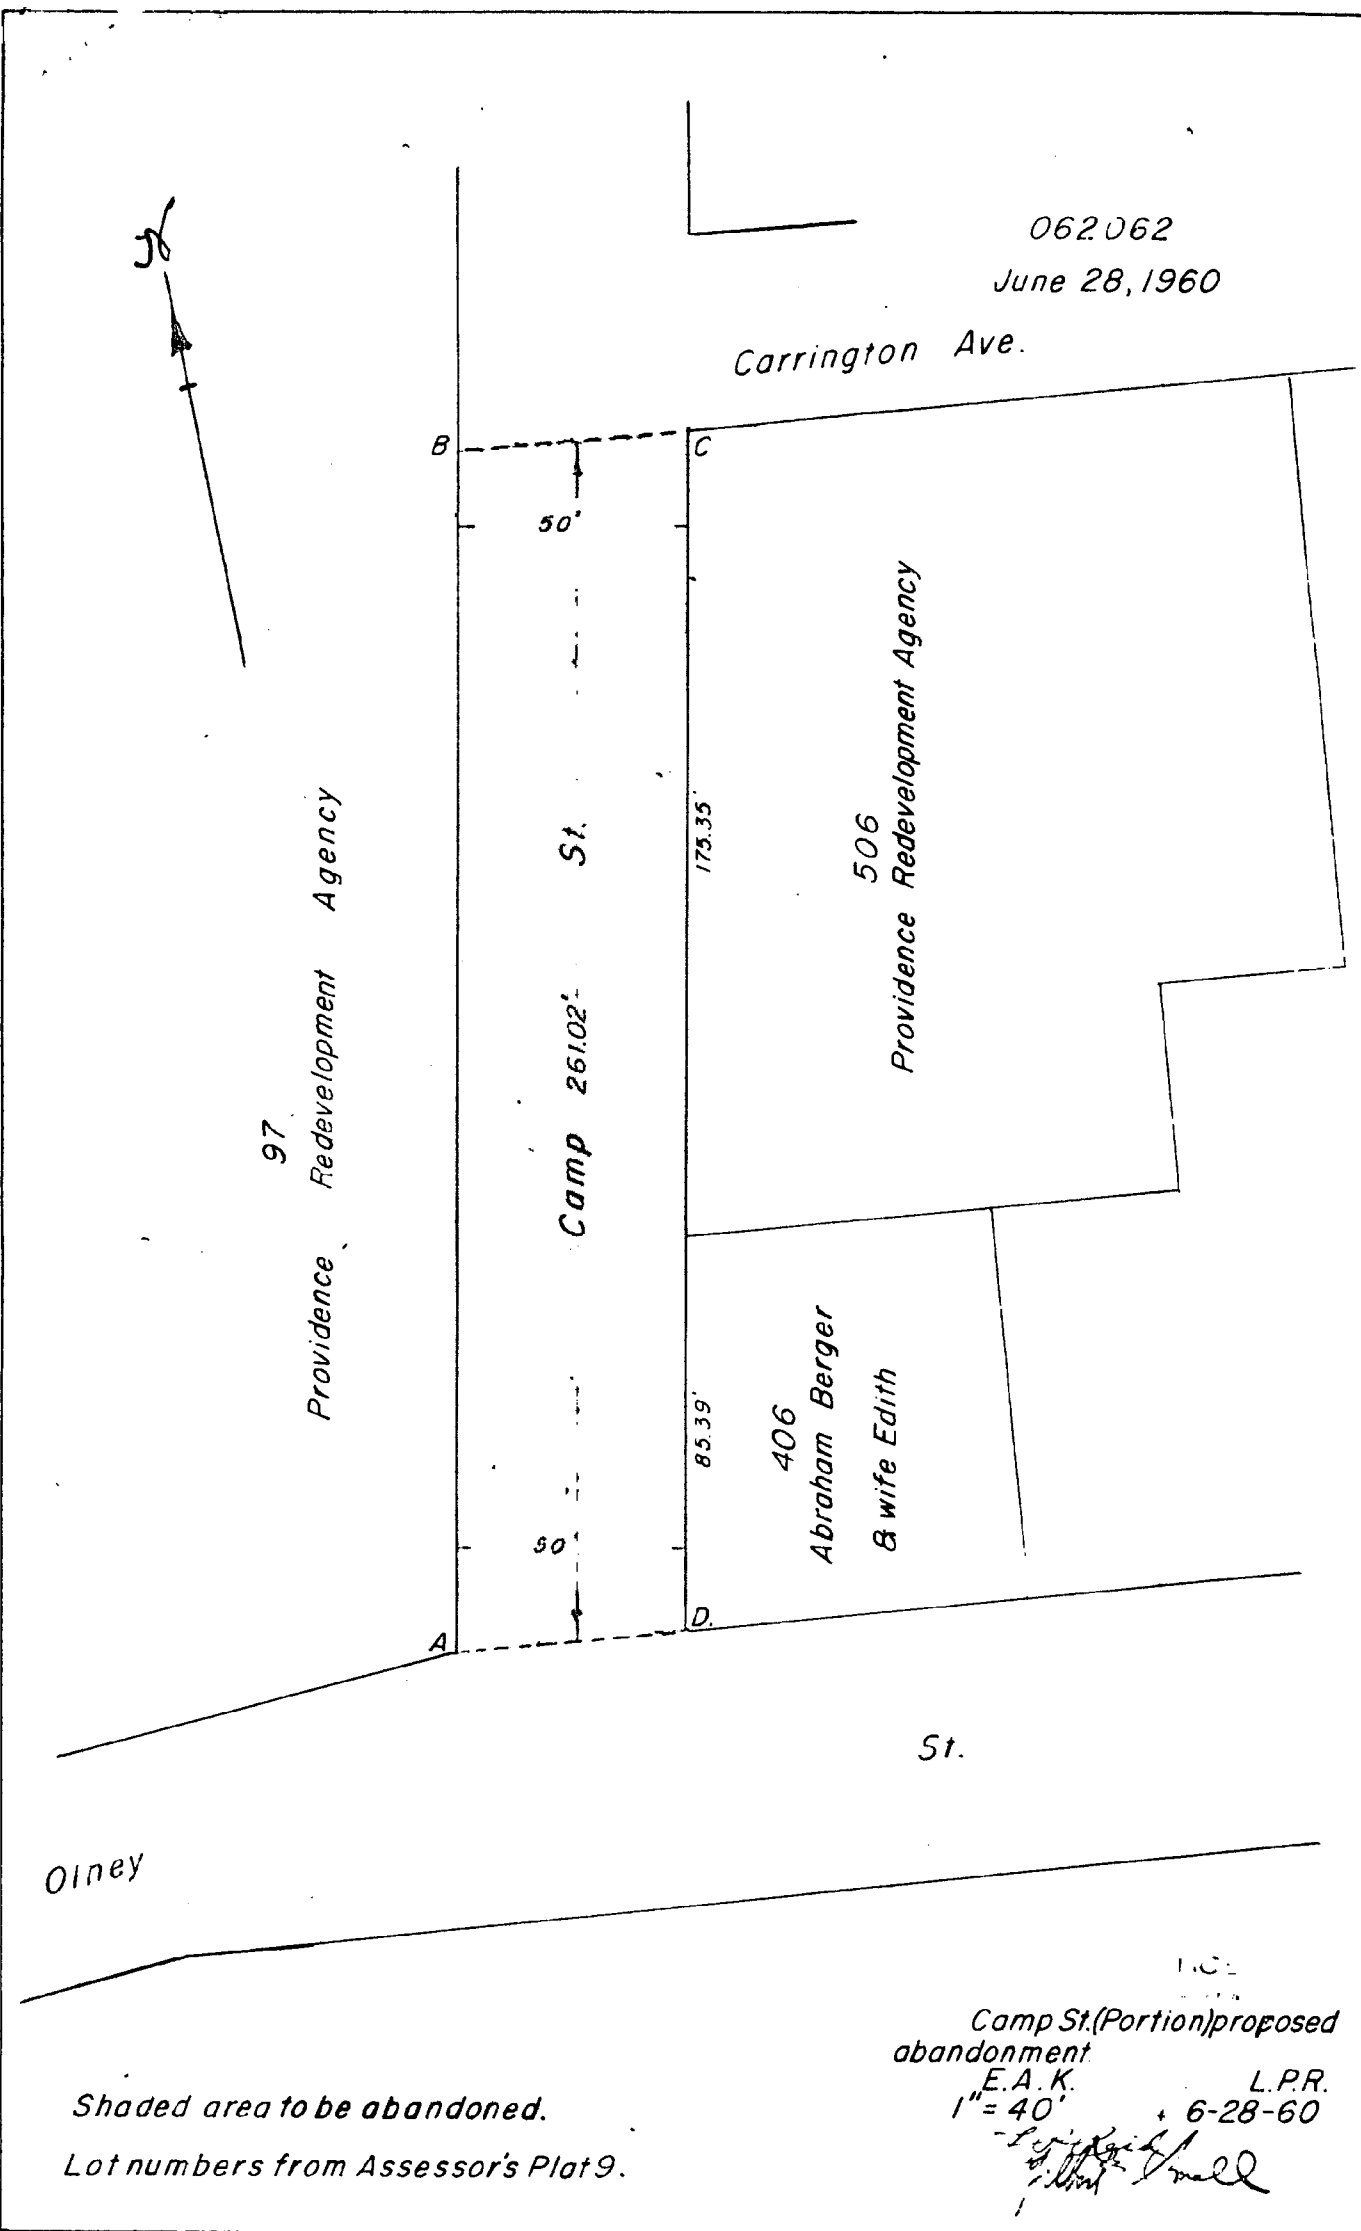 062062
June 28, 1960
Carrington Ave.
B
C
50'
97
Providence Redevelopment Agency
Camp 261.02' St.
175.35'
506
Providence Redevelopment Agency
85.39'
406
Abraham Berger
& wife Edith
50'
A
D.
St.
Olney
Camp St.(Portion)proposed
abandonment
E.A.K. L.P.R.
1"=40' 6-28-60
Small
Shaded area to be abandoned.
Lot numbers from Assessor's Plat 9.